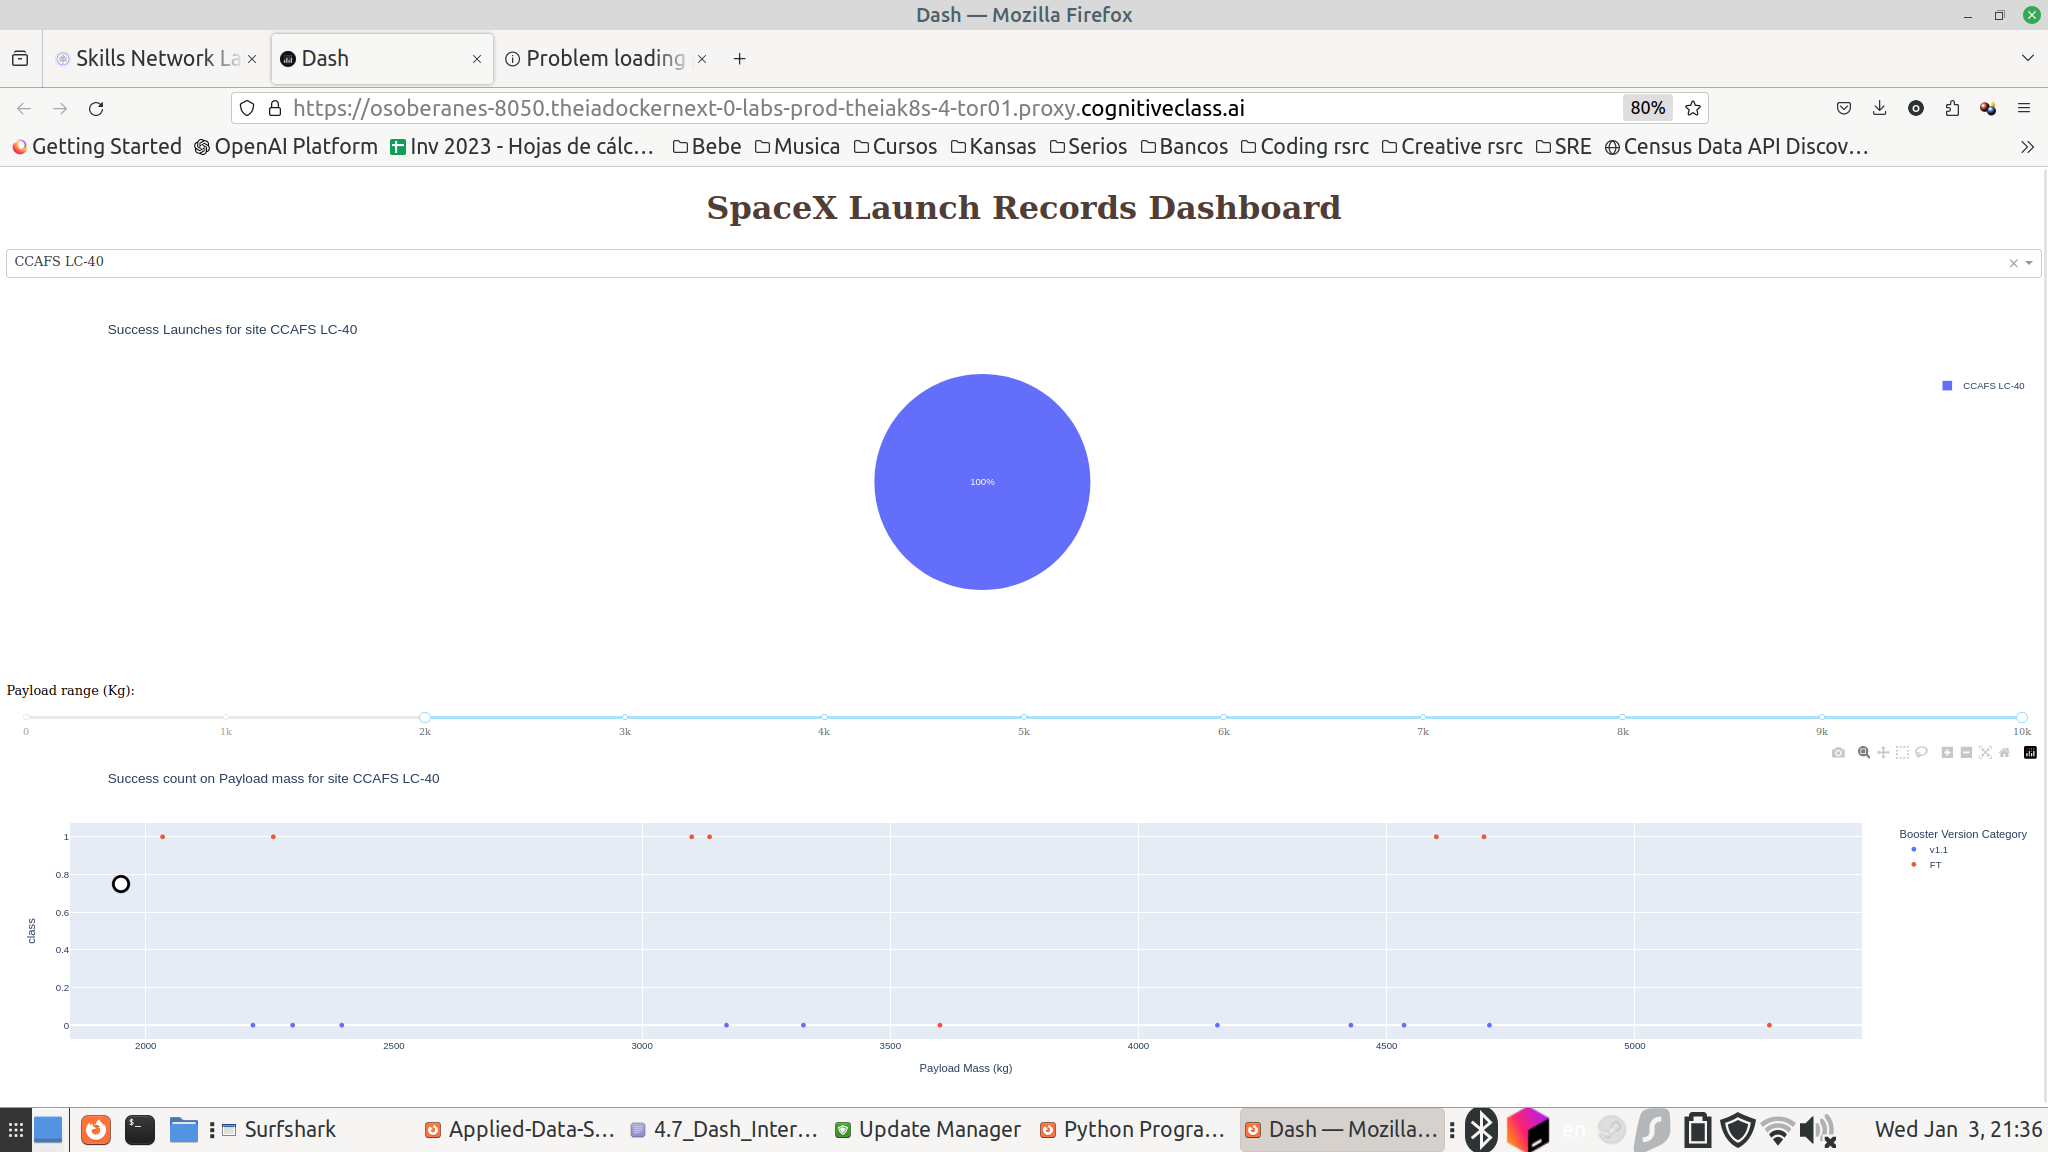 Dash — Mozilla Firefox
Skills Network La
Dash
Problem loading
https://osoberanes-8050.theiadockernext-0-labs-prod-theiak8s-4-tor01.proxy.cognitiveclass.ai
80%
Getting Started
OpenAI Platform
Inv 2023 - Hojas de cálc…
Bebe
Musica
Cursos
Kansas
Serios
Bancos
Coding rsrc
Creative rsrc
SRE
Census Data API Discov…
SpaceX Launch Records Dashboard
CCAFS LC-40
Success Launches for site CCAFS LC-40
CCAFS LC-40
100%
Payload range (Kg):
0 1k 2k 3k 4k 5k 6k 7k 8k 9k 10k
Success count on Payload mass for site CCAFS LC-40
Booster Version Category
v1.1
FT
1
0.8
0.6
0.4
0.2
0
class
2000 2500 3000 3500 4000 4500 5000
Payload Mass (kg)
Surfshark
Applied-Data-S…
4.7_Dash_Inter…
Update Manager
Python Progra…
Dash — Mozilla…
en
Wed Jan 3, 21:36